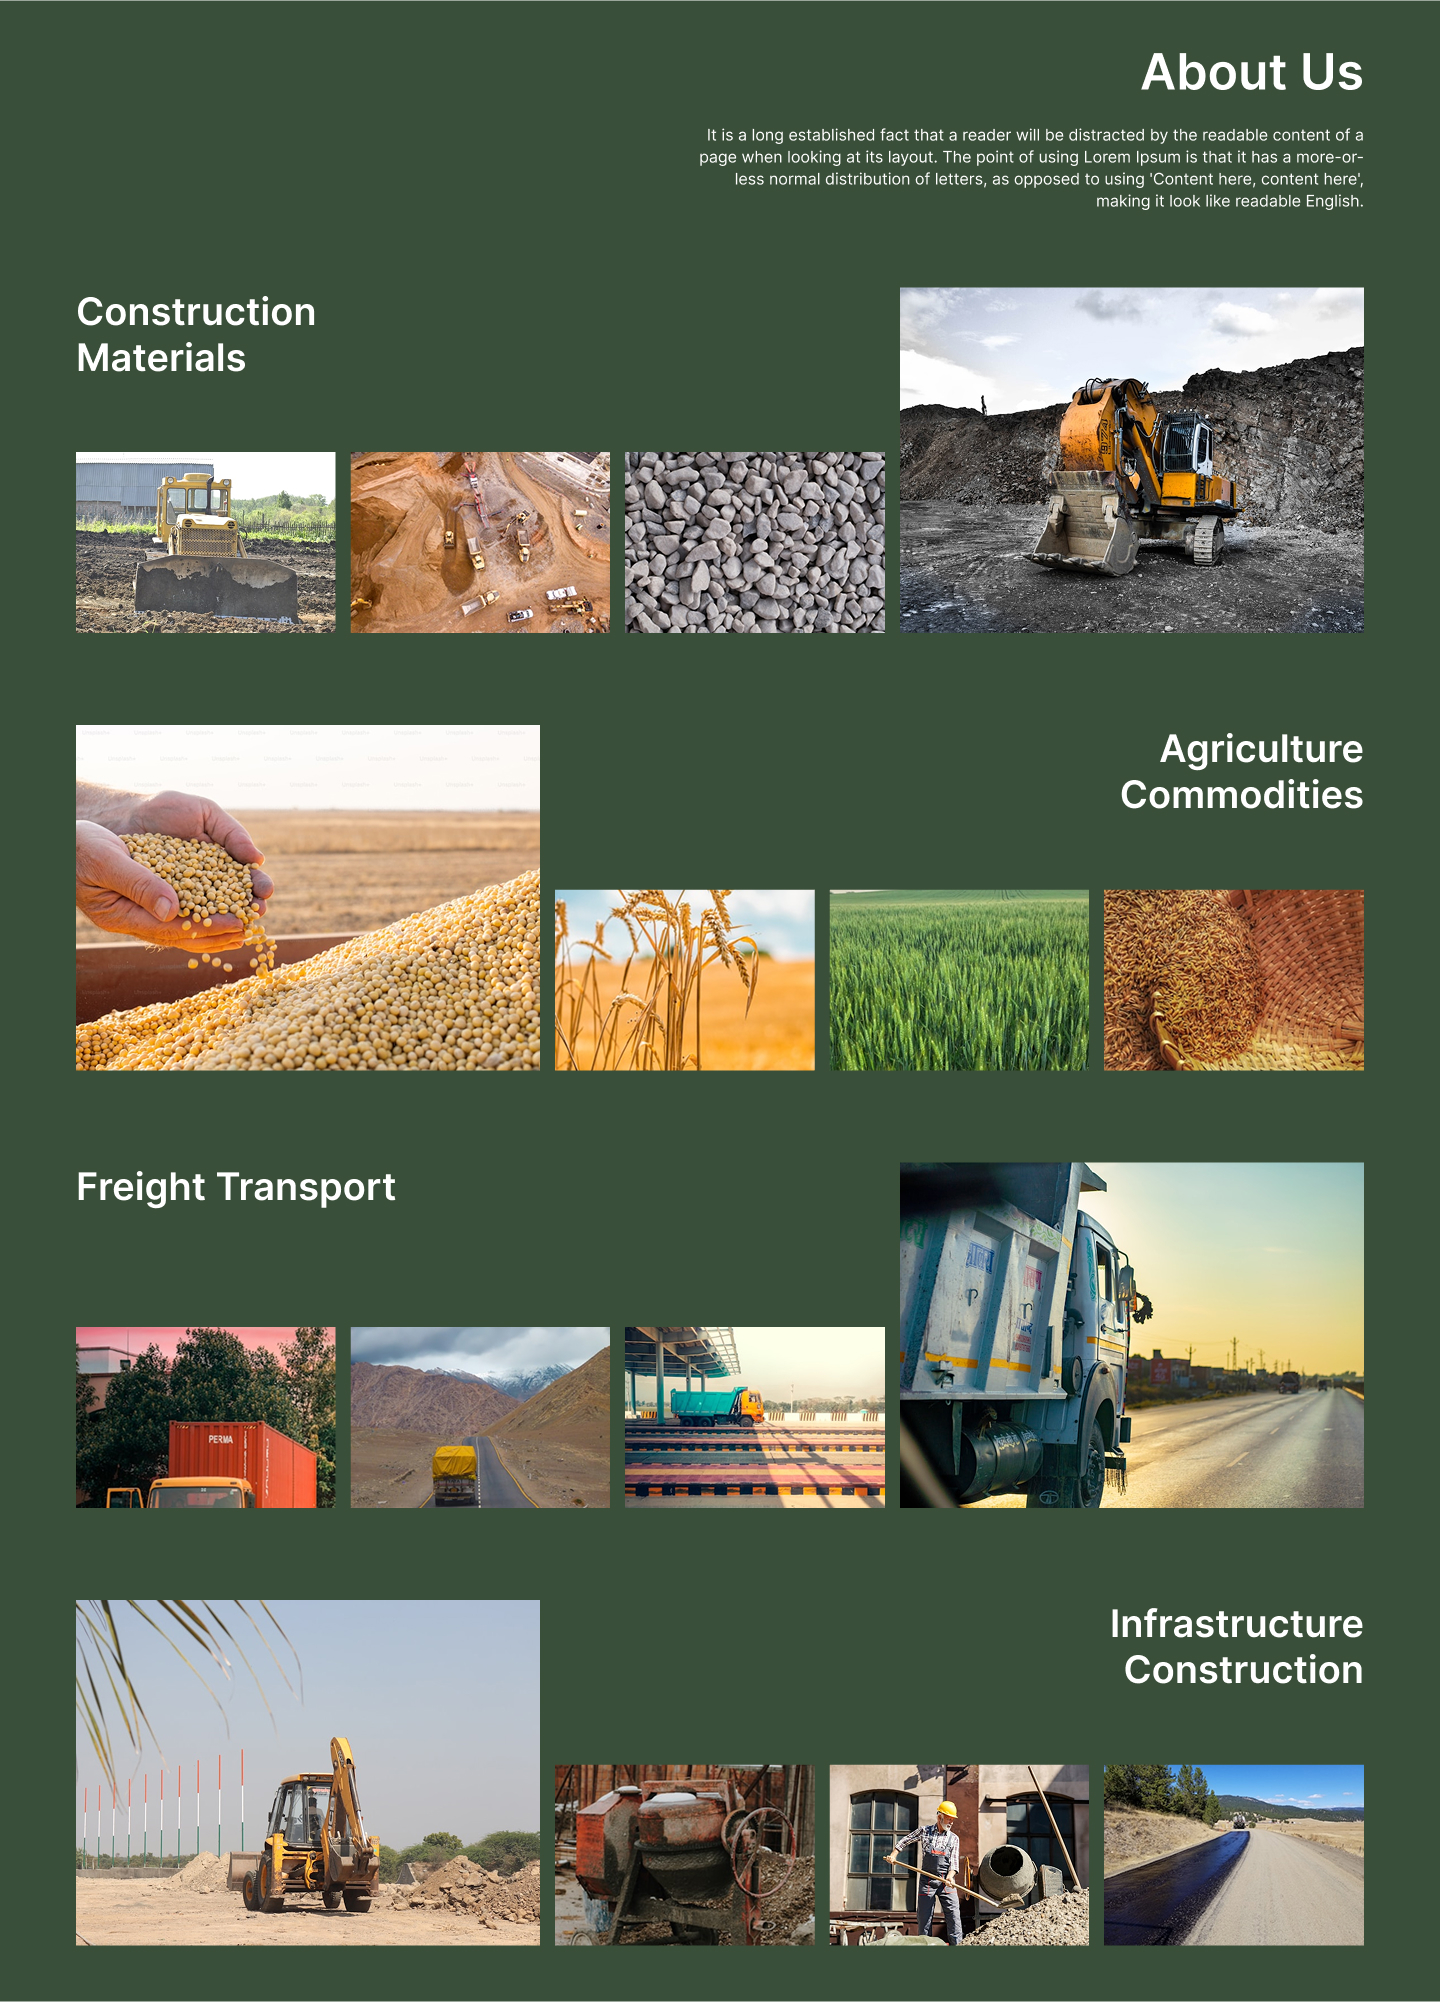 About Us
It is a long established fact that a reader will be distracted by the readable content of a
page when looking at its layout. The point of using Lorem Ipsum is that it has a more-or-
less normal distribution of letters, as opposed to using 'Content here, content here',
making it look like readable English.
Construction
Materials
Agriculture
Commodities
Freight Transport
PERMA
Infrastructure
Construction